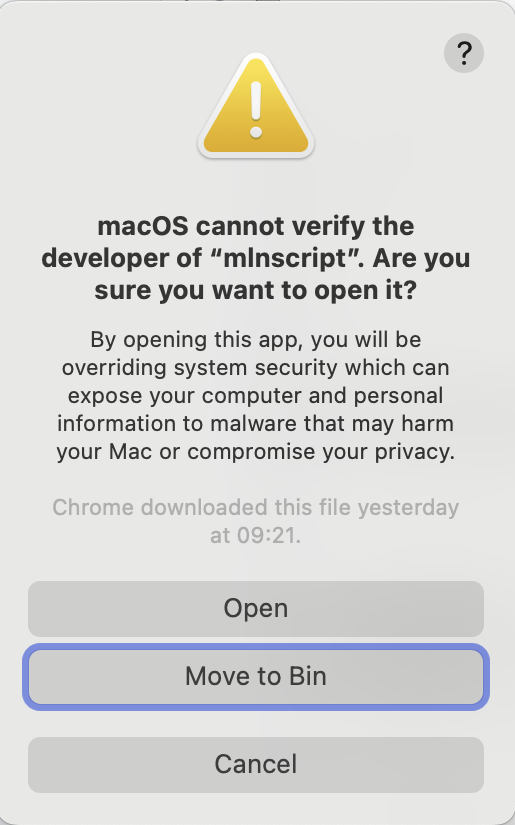 ?
macOS cannot verify the
developer of “mlnscript”. Are you
sure you want to open it?
By opening this app, you will be
overriding system security which can
expose your computer and personal
information to malware that may harm
your Mac or compromise your privacy.
Chrome downloaded this file yesterday
at 09:21.
Open
Move to Bin
Cancel